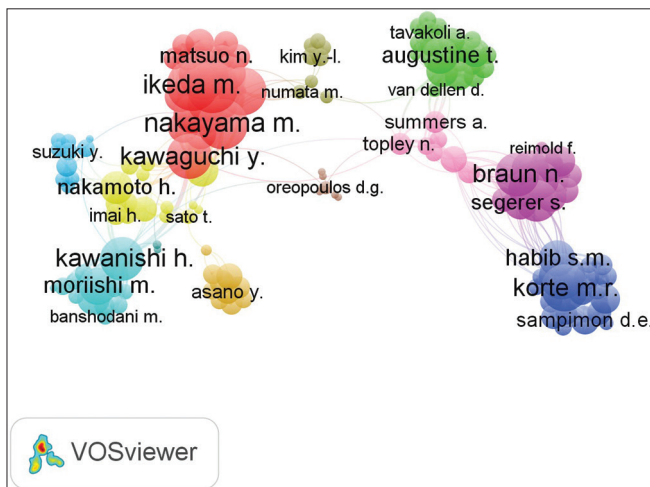 tavakoli a.
matsuo n.
kim y.-l.
augustine t.
ikeda m.
numata m.
van dellen d.
nakayama m.
summers a.
topley n.
suzuki y.
kawaguchi y.
reimold f.
nakamoto h.
oreopoulos d.g.
braun n.
imai h.
sato t.
segerer s.
kawanishi h.
habib s.m.
moriishi m.
asano y.
korte m.r.
banshodani m.
sampimon d.e.
VOSviewer